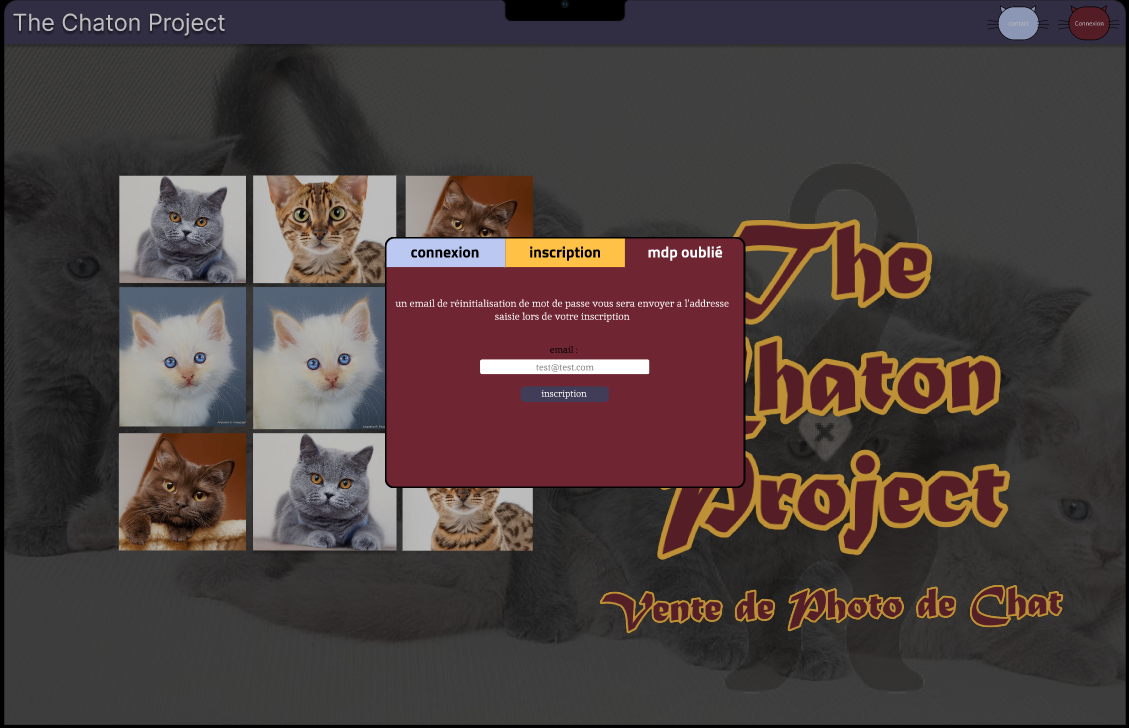 The Chaton Project
contact
Connexion
connexion
inscription
mdp oublié
un email de réinitialisation de mot de passe vous sera envoyer a l'addresse
saisie lors de votre inscription
email :
test@test.com
inscription
The
Chaton
Project
Vente de Photo de Chat